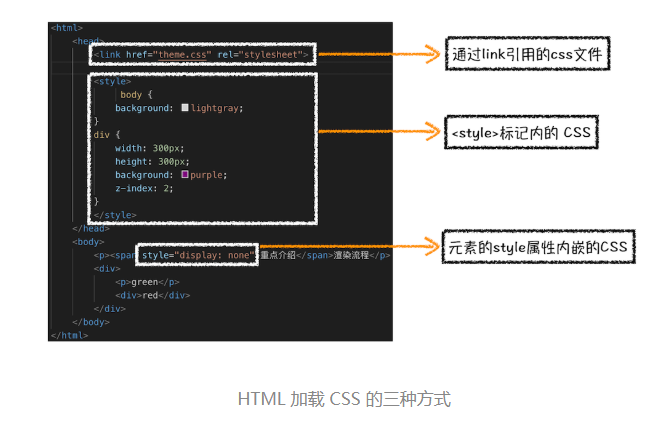 <html>
<head>
<link href="theme.css" rel="stylesheet">
通过link引用的css文件
<style>
body {
background: lightgray;
}
div {
width: 300px;
height: 300px;
background: purple;
z-index: 2;
}
</style>
<style>标记内的 CSS
</head>
<body>
<p><span style="display: none">重点介绍</span>渲染流程</p>
元素的style属性内嵌的CSS
<div>
<p>green</p>
<div>red</div>
</div>
</body>
</html>
HTML 加载 CSS 的三种方式